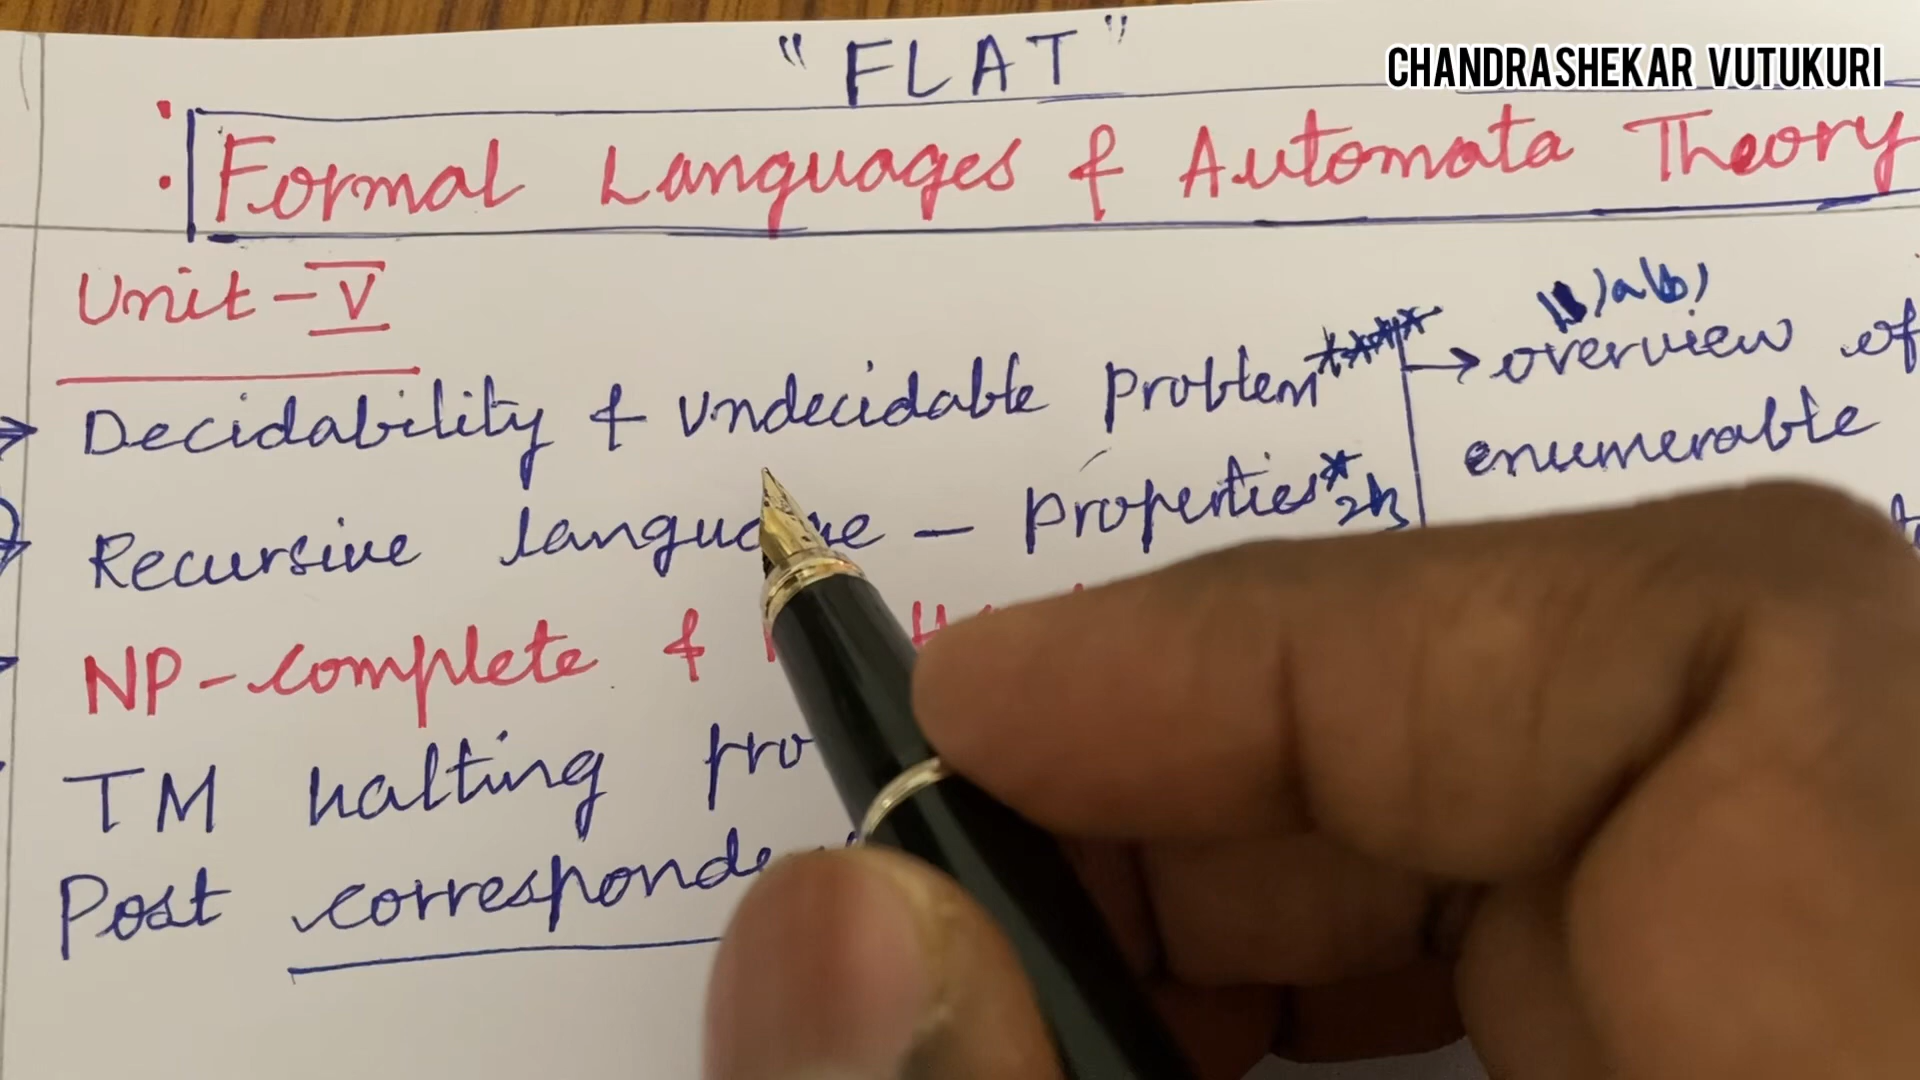 "FLAT"
CHANDRASHEKAR VUTUKURI
Formal Languages & Automata Theory
Unit - V
Decidability & Undecidable Problem****
Recursive language - Properties*
NP-complete &
TM halting pro
Post corresponde
→ overview of
enumerable